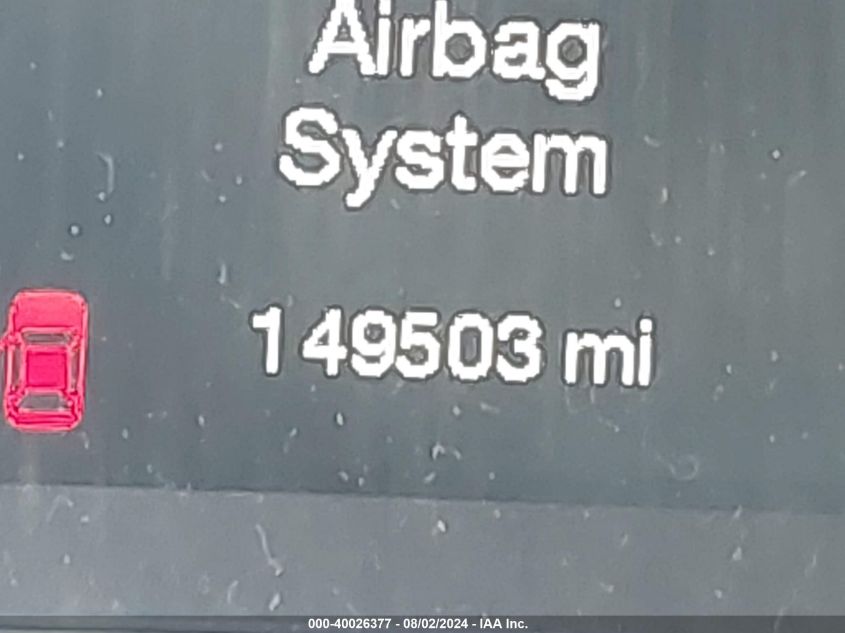 Airbag
System
149503 mi
000-40026377 - 08/02/2024 - IAA Inc.